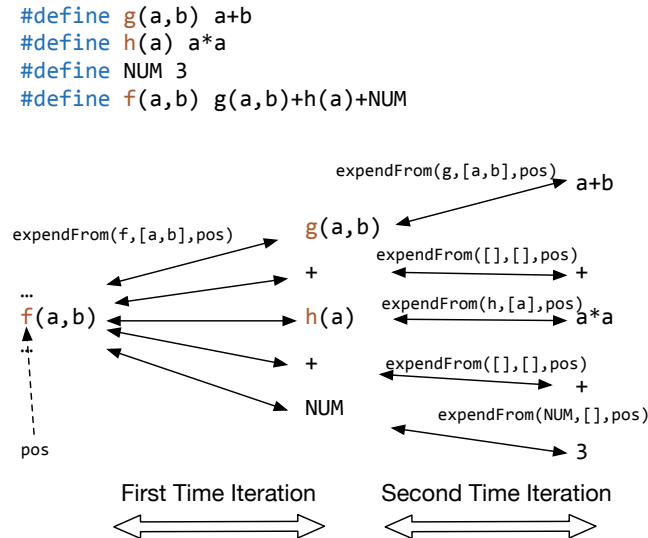 #define g(a,b) a+b
#define h(a) a*a
#define NUM 3
#define f(a,b) g(a,b)+h(a)+NUM
expendFrom(g,[a,b],pos)
a+b
expendFrom(f,[a,b],pos)
g(a,b)
+
expendFrom([],[],pos)
+
...
f(a,b)
...
h(a)
expendFrom(h,[a],pos)
a*a
+
expendFrom([],[],pos)
+
NUM
expendFrom(NUM,[],pos)
3
pos
First Time Iteration
Second Time Iteration